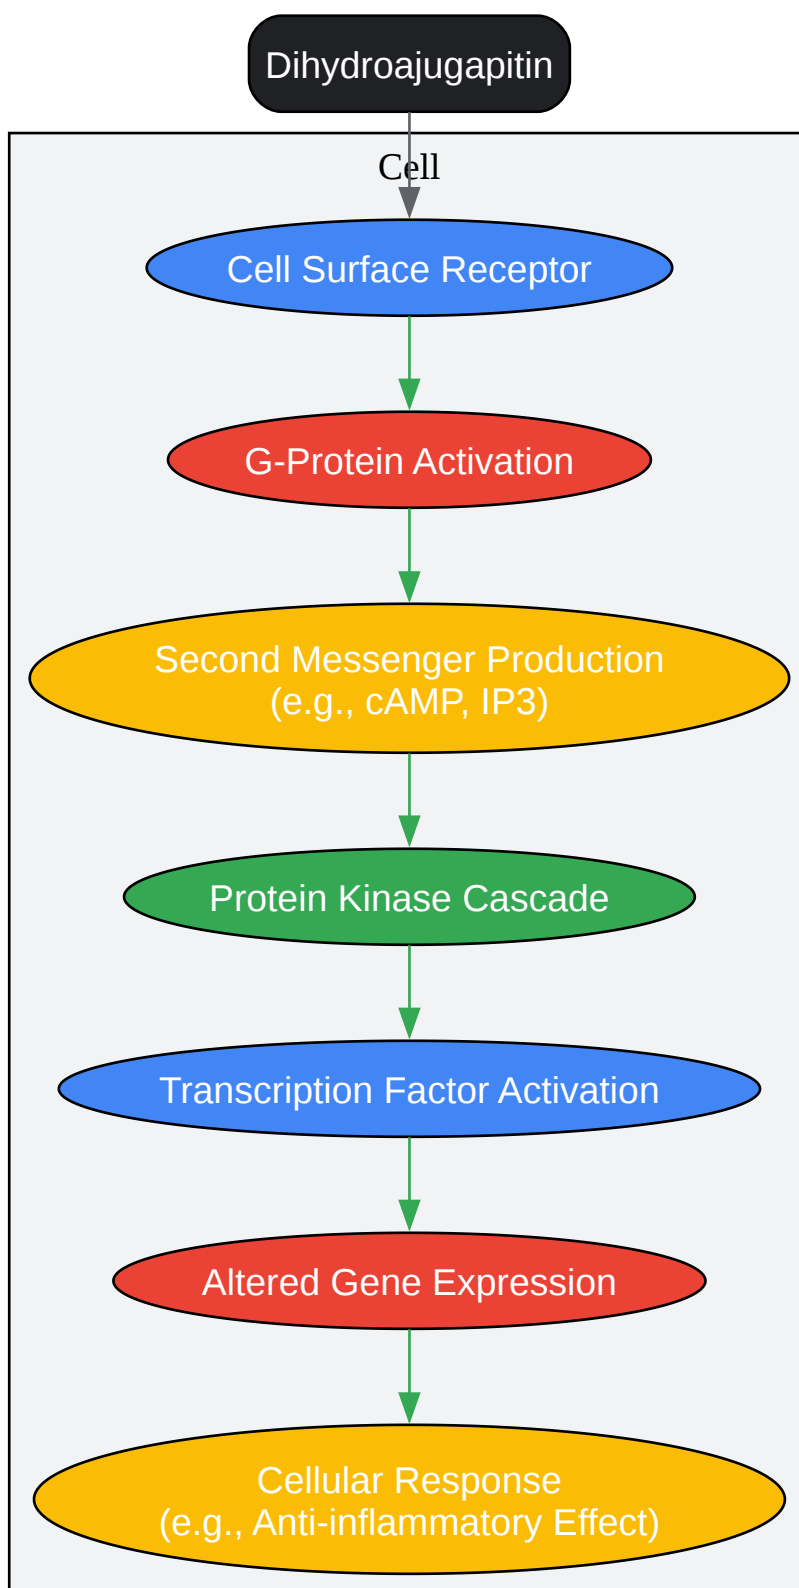 Dihydroajugapitin
Cell
Cell Surface Receptor
G-Protein Activation
Second Messenger Production
(e.g., cAMP, IP3)
Protein Kinase Cascade
Transcription Factor Activation
Altered Gene Expression
Cellular Response
(e.g., Anti-inflammatory Effect)